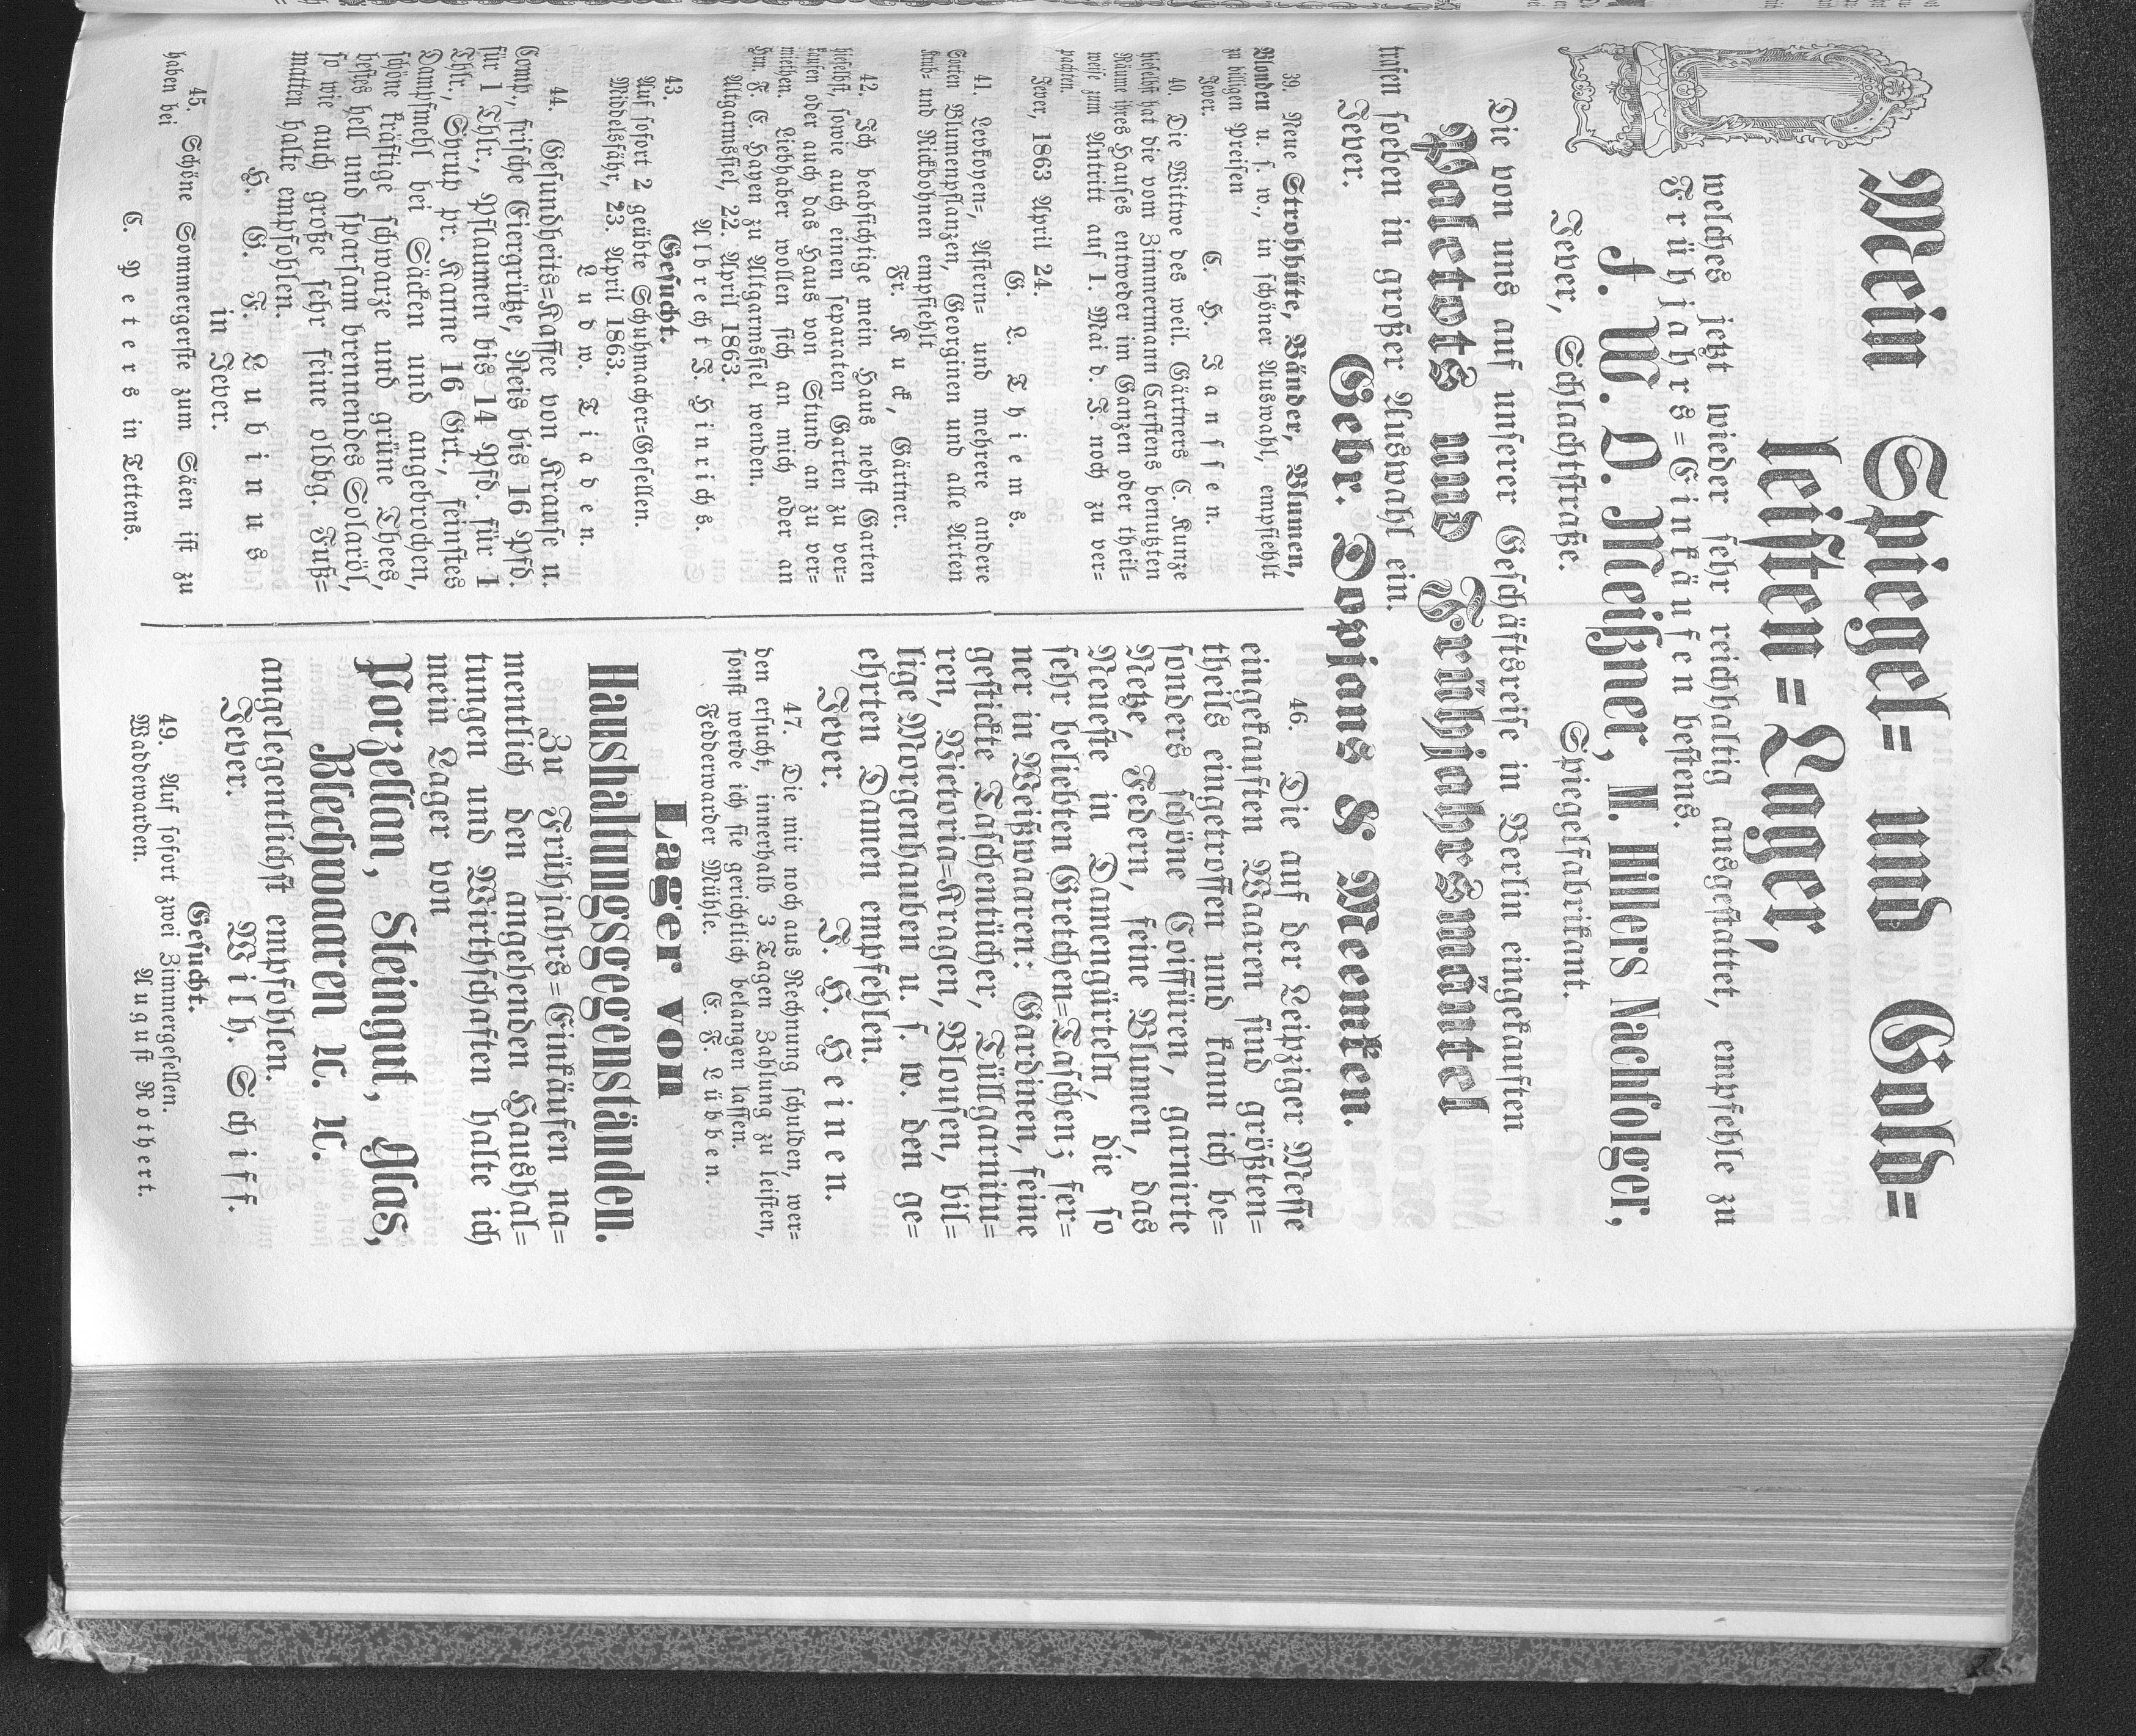 Mein Spiegel= und Gold=
leisten=Lager,
welches jetzt wieder sehr reichhaltig ausgestattet, empfehle zu
Frühjahrs=Einkäufen bestens.
J. W. O. Meißner, N. Hillers Nachfolger,
Jever, Schlachtstraße. Spiegelfabrikant.
Die von uns auf unserer Geschäftsreise in Berlin eingekauften
Paletots und Frühjahrsmäntel
trafen soeben in großer Auswahl ein.
Jever. Gebr. Dopjans & Meemken.
39. Neue Strohhüte, Bänder, Blumen,
Blonden u. s. w., in schöner Auswahl, empfiehlt
zu billigen Preisen
Jever. C. H. Janssen.
40. Die Wittwe des weil. Gärtners C. Kunze
hieselbst hat die vom Zimmermann Carstens benutzten
Räume ihres Hauses entweder im Ganzen oder theil=
weise zum Antritt auf 1. Mai d. J. noch zu ver=
pachten.
Jever, 1863 April 24.
G. L. Thiems.
41. Levkoyen=, Astern= und mehrere andere
Sorten Blumenpflanzen, Georginen und alle Arten
Krub= und Rickbohnen empfiehlt
Fr. Kuck, Gärtner.
42. Ich beabsichtige mein Haus nebst Garten
hieselbst, sowie auch einen separaten Garten zu ver=
kaufen oder auch das Haus von Stund an zu ver=
miethen. Liebhaber wollen sich an mich oder an
Hrn. J. C. Hayen zu Altgarmssiel wenden.
Altgarmssiel, 22. April 1863.
Albrecht J. Hinrichs.
43. Gesucht.
Auf sofort 2 geübte Schuhmacher=Gesellen.
Middelsfähr, 23. April 1863.
Ludw. Tiaden.
44. Gesundheits=Kaffee von Krause u.
Comp., frische Eiergrütze, Reis bis 16 Pfd.
für 1 Thlr., Pflaumen bis 14 Pfd. für 1
Thlr., Syrup pr. Kanne 16 Grt., feinstes
Dampfmehl bei Säcken und angebrochen,
schöne kräftige schwarze und grüne Thees,
bestes hell und sparsam brennendes Solaröl,
so wie auch große sehr feine oldbg. Fuß=
matten halte empfohlen.
H. G. J. Lubinus
in Jever.
45. Schöne Sommergerste zum Säen ist zu
haben bei
C. Peters in Tettens.
46. Die auf der Leipziger Messe
eingekauften Waaren sind größten=
theils eingetroffen und kann ich be=
sonders schöne Coiffüren, garnirte
Netze, Federn, feine Blumen, das
Neueste in Damengürteln, die so
sehr beliebten Gretchen=Taschen; fer=
ner in Weißwaaren: Gardinen, feine
gestickte Taschentücher, Tüllgarnitu=
ren, Victoria=Kragen, Blousen, bil=
lige Morgenhauben u. s. w. den ge=
ehrten Damen empfehlen.
Jever. J. H. Heinen.
47. Die mir noch aus Rechnung schulden, wer=
den ersucht, innerhalb 3 Tagen Zahlung zu leisten,
sonst werde ich sie gerichtlich belangen lassen.
Fedderwarder Mühle. C. F. Lübben.
Lager von
Haushaltungsgegenständen.
Zu Frühjahrs=Einkäufen na=
mentlich den angehenden Haushal=
tungen und Wirthschaften halte ich
mein Lager von
Porzellan, Steingut, Glas,
Blechwaaren ꝛc. ꝛc.
angelegentlichst empfohlen.
Jever. Wilh. Schiff.
Gesucht.
49. Auf sofort zwei Zimmergesellen.
Waddewarden. August Rothert.